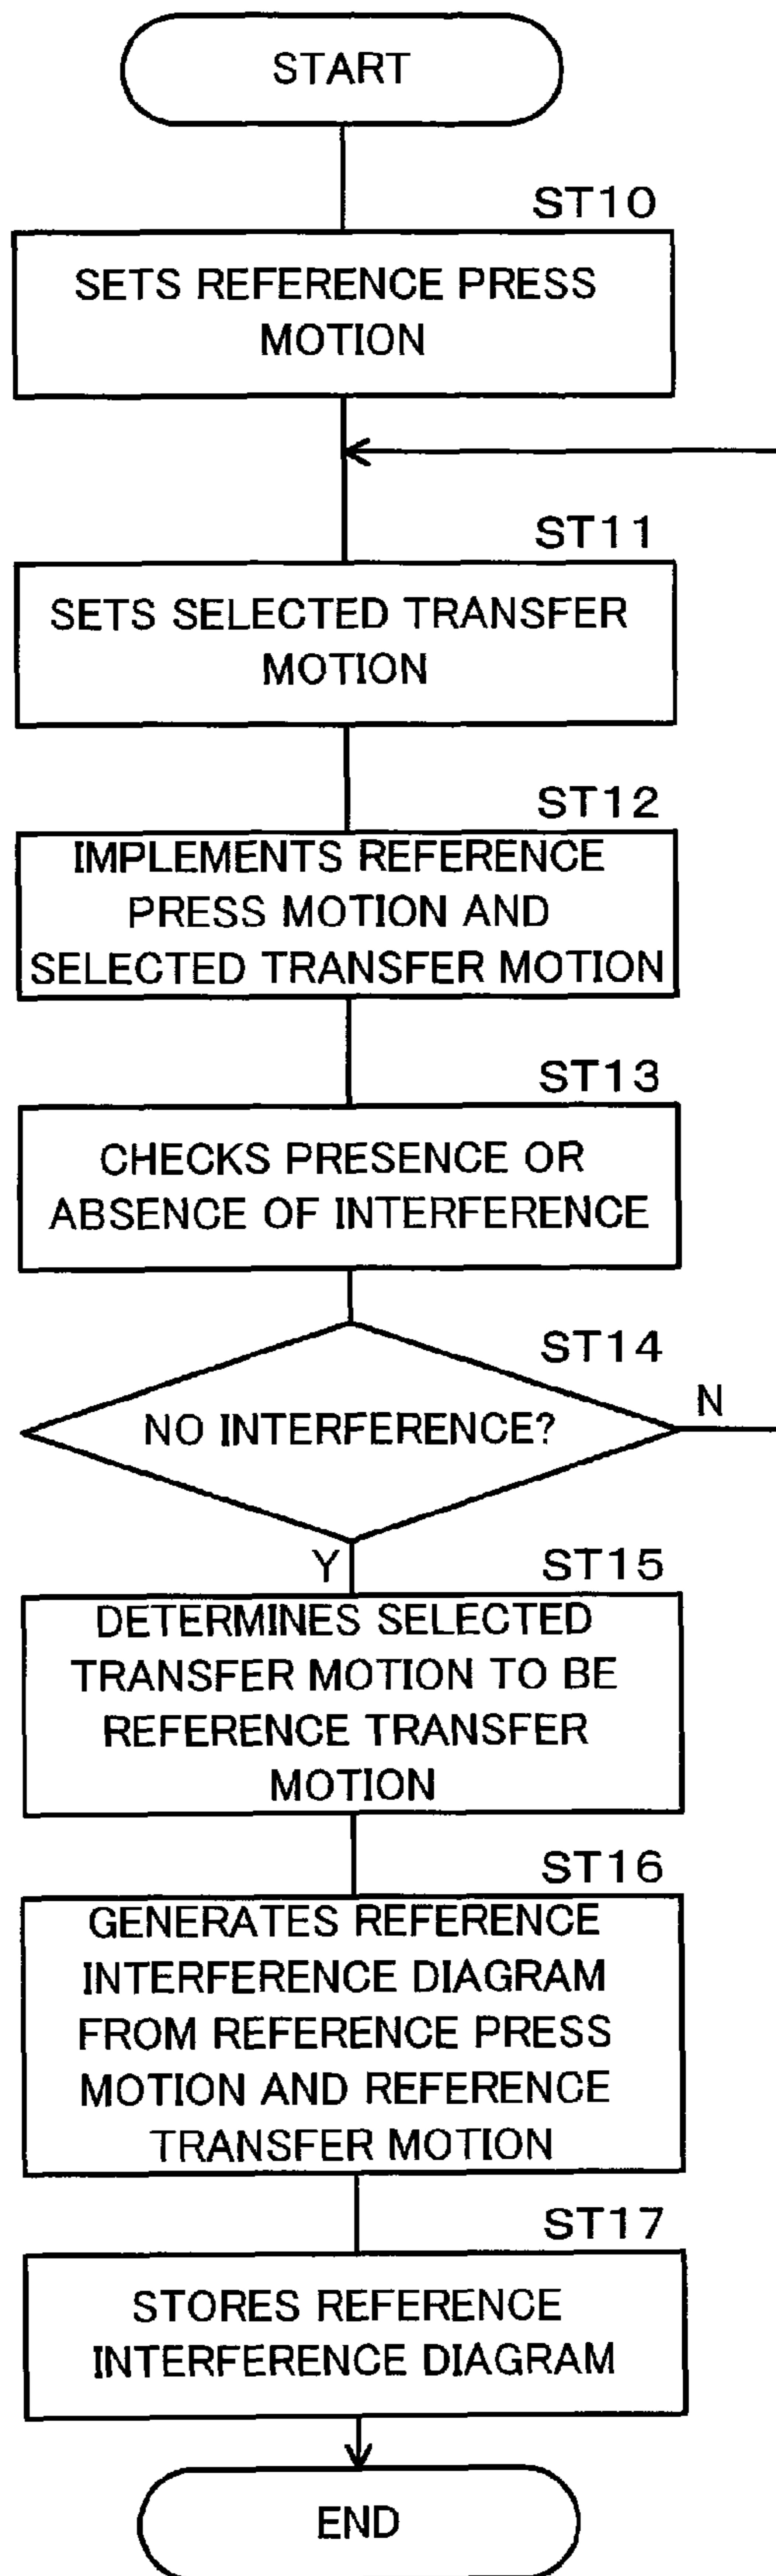 START
ST10
SETS REFERENCE PRESS
MOTION
ST11
SETS SELECTED TRANSFER
MOTION
ST12
IMPLEMENTS REFERENCE
PRESS MOTION AND
SELECTED TRANSFER MOTION
ST13
CHECKS PRESENCE OR
ABSENCE OF INTERFERENCE
ST14
NO INTERFERENCE?
N
Y
ST15
DETERMINES SELECTED
TRANSFER MOTION TO BE
REFERENCE TRANSFER
MOTION
ST16
GENERATES REFERENCE
INTERFERENCE DIAGRAM
FROM REFERENCE PRESS
MOTION AND REFERENCE
TRANSFER MOTION
ST17
STORES REFERENCE
INTERFERENCE DIAGRAM
END